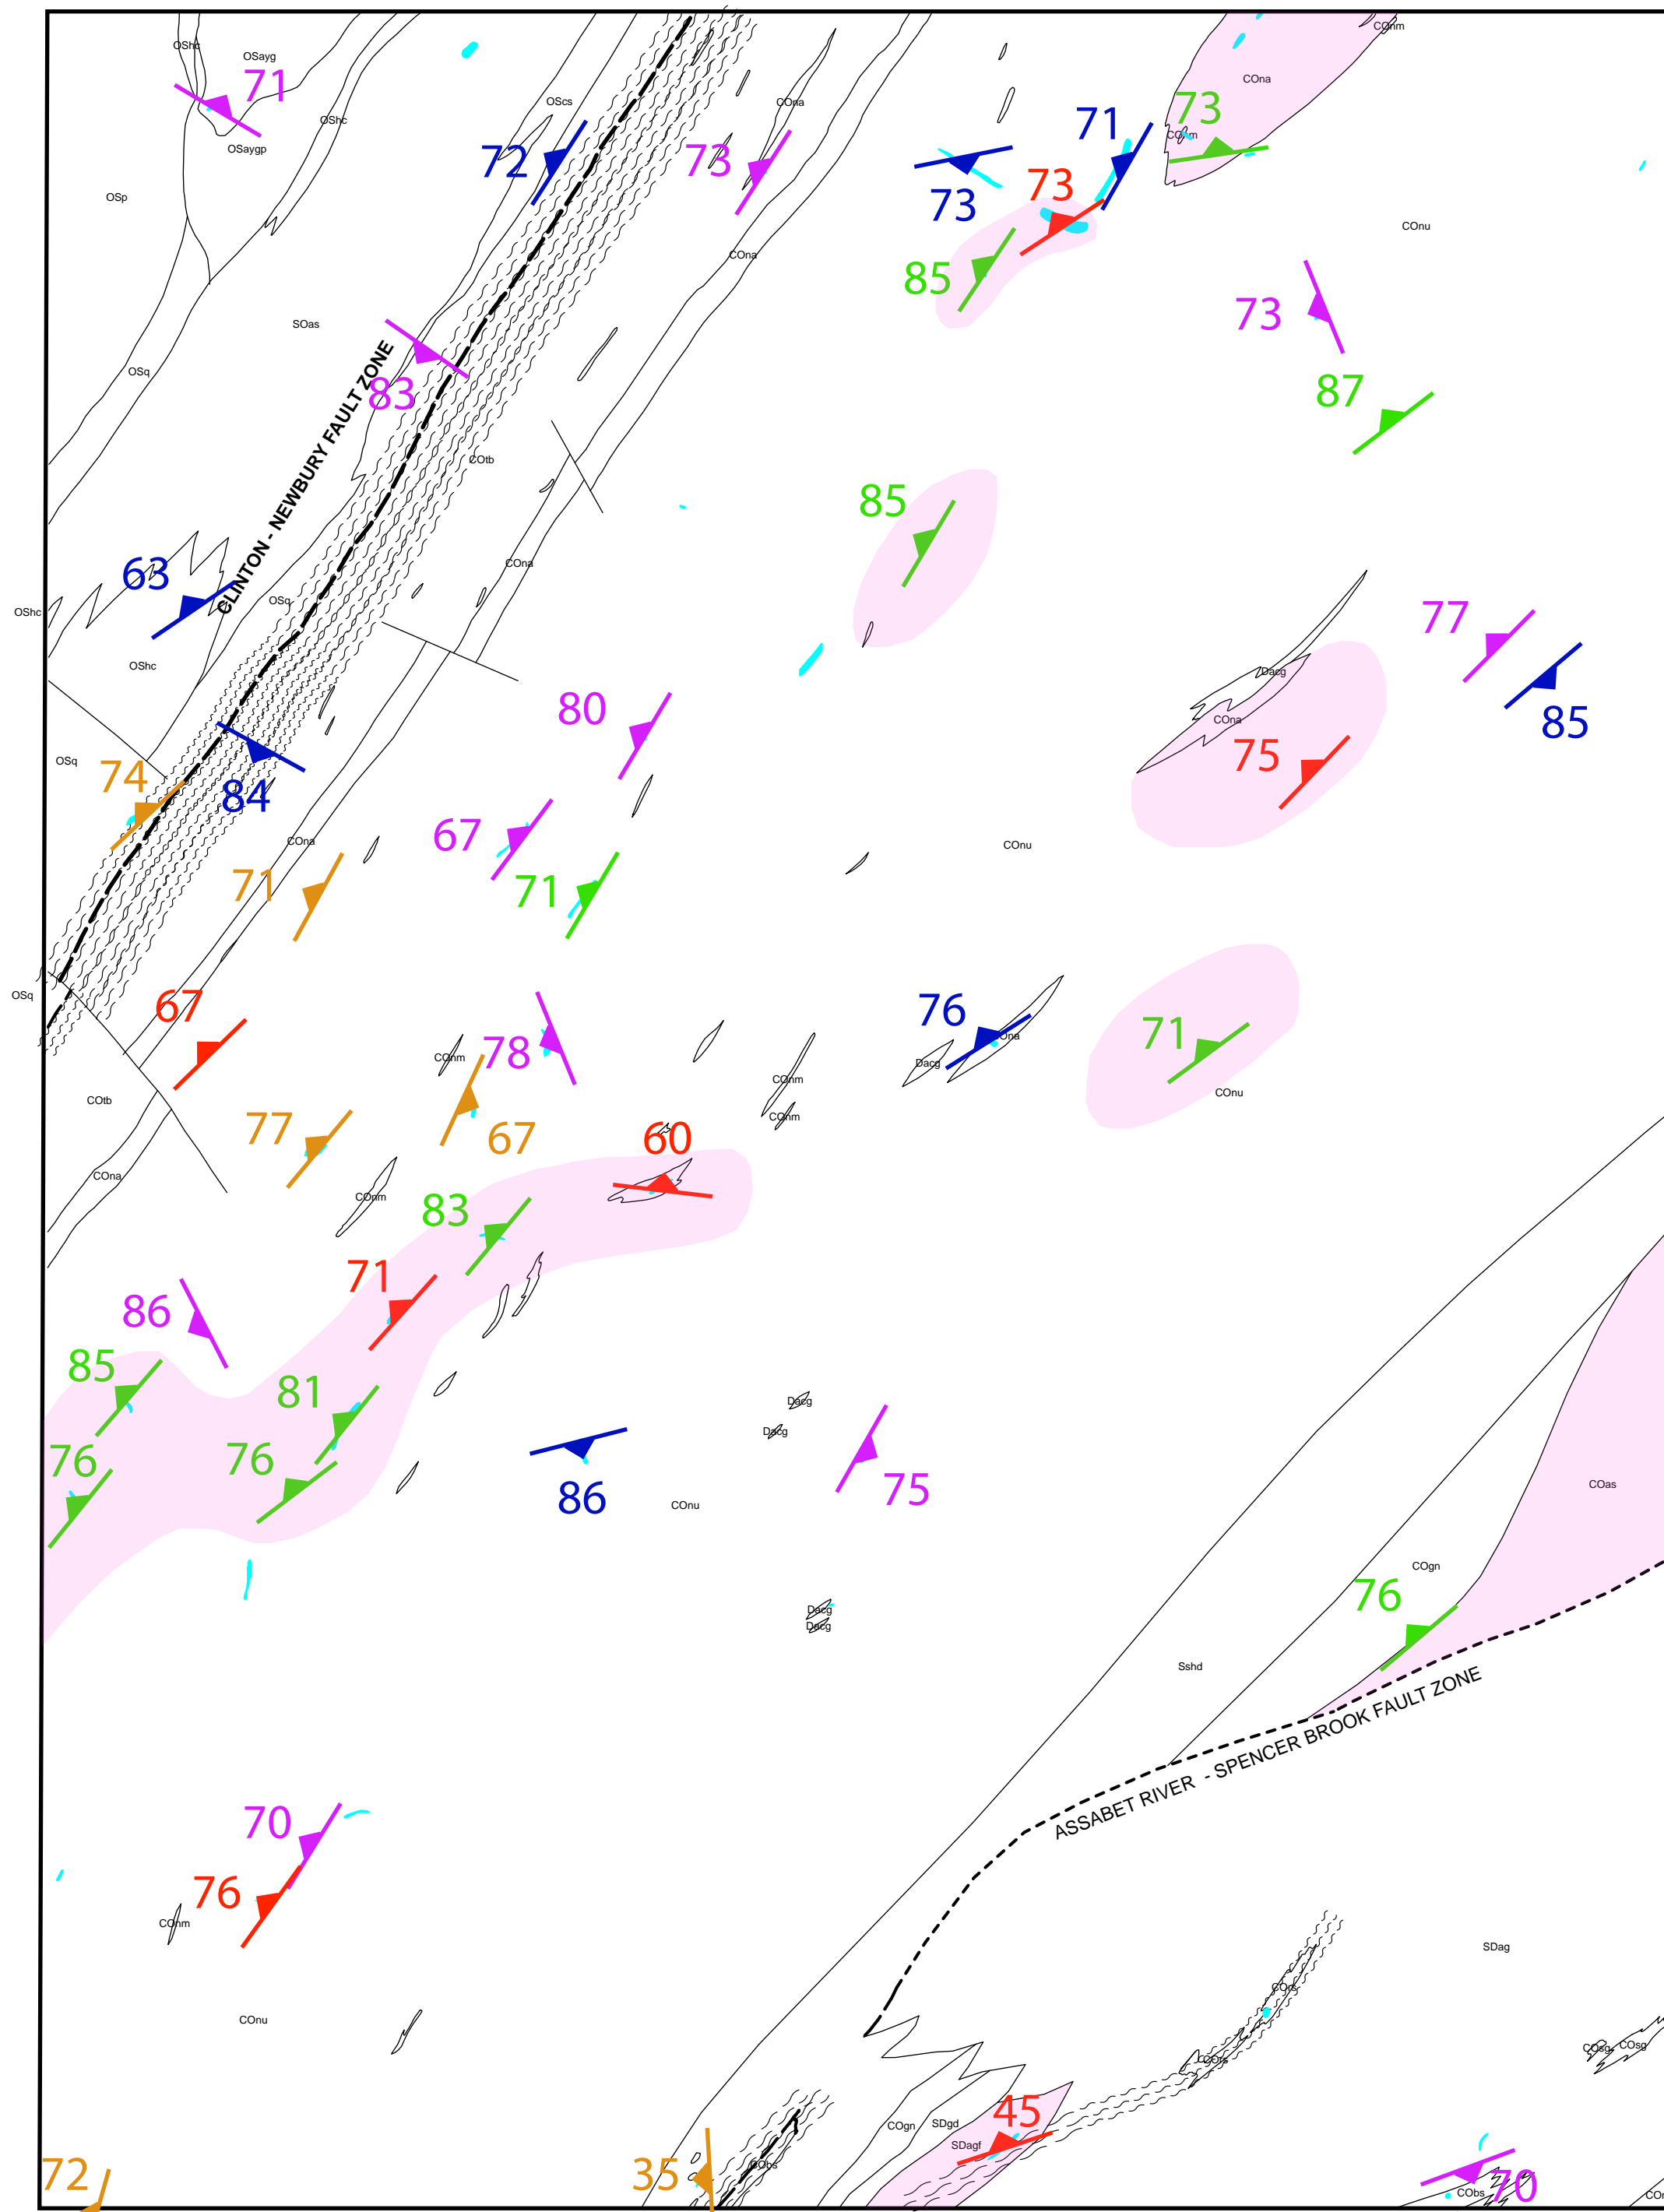 OShc
OSayg
71
OShc
OSaygp
OSp
OScs
72
COna
73
COnm
COna
73
COnm
71
73
73
COnu
85
COna
73
SOas
OSq
83
87
CLINTON - NEWBURY FAULT ZONE
COtb
85
COna
63
OSq
OShc
OShc
77
Dacg
COna
80
85
75
OSq
74
84
67
COna
COnu
71
71
OSq
67
76
71
78
COnm
Dacg
COnm
COnu
COtb
COnm
77
67
60
COna
COnm
83
71
86
85
81
Dacg
Dacg
76
76
75
86
COnu
COas
COgn
76
Dacg
Dacg
Sshd
ASSABET RIVER - SPENCER BROOK FAULT ZONE
70
76
COnm
SDag
COrs
COnu
COsg
COsg
45
COgn
SDgd
SDagf
72
35
CObs
70
CObs